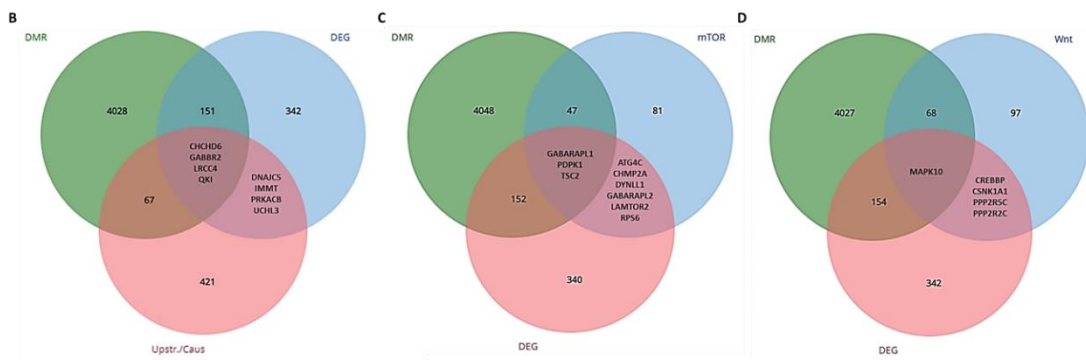 B
DMR
DEG
4028
151
342
CHCHD6
GABBR2
LRCC4
QKI
DNAJC5
IMMT
PRKACB
UCHL3
67
421
Upstr./Caus
C
DMR
mTOR
4048
47
81
GABARAPL1
PDPK1
TSC2
ATG4C
CHMP2A
DYNLL1
GABARAPL2
LAMTOR2
RPS6
152
340
DEG
D
DMR
Wnt
4027
68
97
MAPK10
CREBBP
CSNK1A1
PPP2R5C
PPP2R2C
154
342
DEG